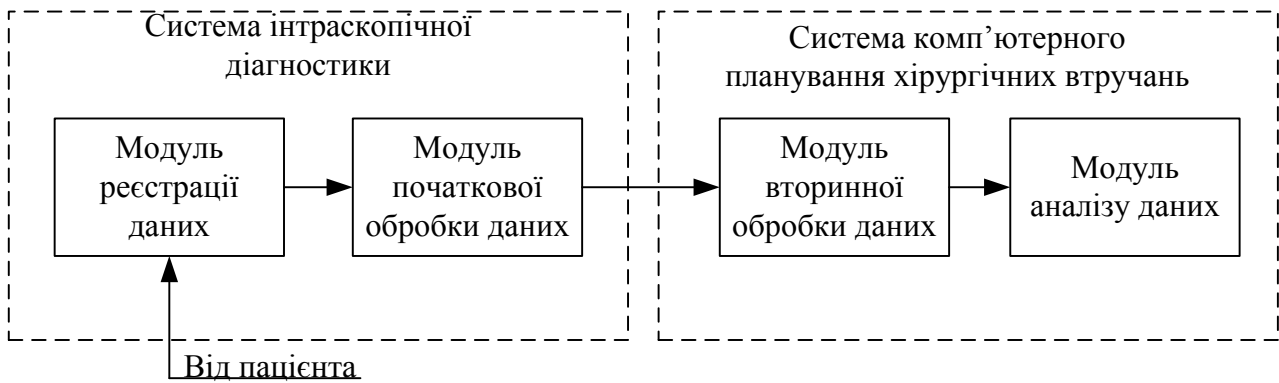 Система інтраскопічної
діагностики
Модуль
реєстрації
даних
Модуль
початкової
обробки даних
Від пацієнта
Система комп’ютерного
планування хірургічних втручань
Модуль
вторинної
обробки даних
Модуль
аналізу даних